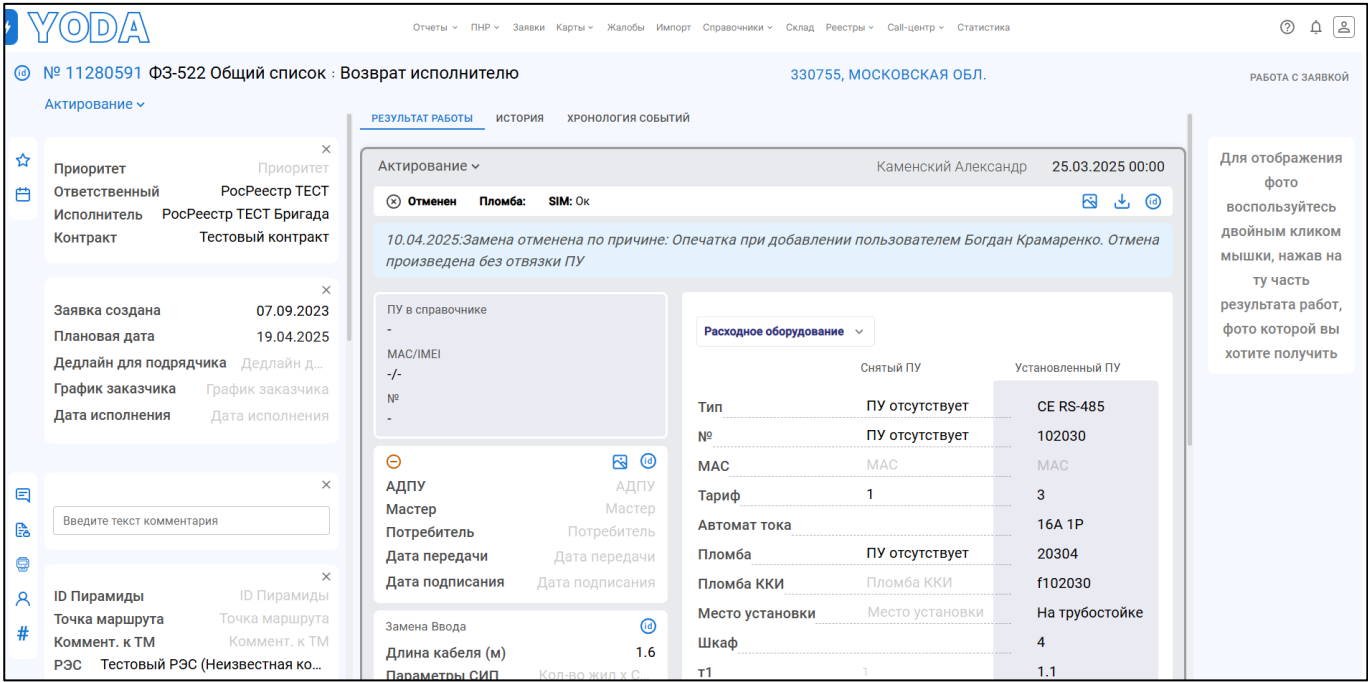 YODA
Отчеты ПНР Заявки Карты Жалобы Импорт Справочники Склад Реестры Call-центр Статистика
id № 11280591 ФЗ-522 Общий список : Возврат исполнителю
330755, МОСКОВСКАЯ ОБЛ.
РАБОТА С ЗАЯВКОЙ
Актирование
Приоритет Приоритет
Ответственный РосРеестр ТЕСТ
Исполнитель РосРеестр ТЕСТ Бригада
Контракт Тестовый контракт
Заявка создана 07.09.2023
Плановая дата 19.04.2025
Дедлайн для подрядчика Дедлайн д...
График заказчика График заказчика
Дата исполнения Дата исполнения
Введите текст комментария
ID Пирамиды ID Пирамиды
Точка маршрута Точка маршрута
Коммент. к ТМ Коммент. к ТМ
РЭС Тестовый РЭС (Неизвестная ко...
#
РЕЗУЛЬТАТ РАБОТЫ ИСТОРИЯ ХРОНОЛОГИЯ СОБЫТИЙ
Актирование Каменский Александр 25.03.2025 00:00
Отменен Пломба: SIM: Ок id
10.04.2025:Замена отменена по причине: Опечатка при добавлении пользователем Богдан Крамаренко. Отмена
произведена без отвязки ПУ
ПУ в справочнике
-
MAC/IMEI
-/-
№
-
id
АДПУ АДПУ
Мастер Мастер
Потребитель Потребитель
Дата передачи Дата передачи
Дата подписания Дата подписания
Замена Ввода id
Длина кабеля (м) 1.6
Параметры СИП Кол-во жил х С...
Расходное оборудование
Снятый ПУ Установленный ПУ
Тип ПУ отсутствует CE RS-485
№ ПУ отсутствует 102030
MAC MAC MAC
Тариф 1 3
Автомат тока 16А 1Р
Пломба ПУ отсутствует 20304
Пломба ККИ Пломба ККИ f102030
Место установки Место установки На трубостойке
Шкаф 4
т1 1 1.1
Для отображения
фото
воспользуйтесь
двойным кликом
мышки, нажав на
ту часть
результата работ,
фото которой вы
хотите получить